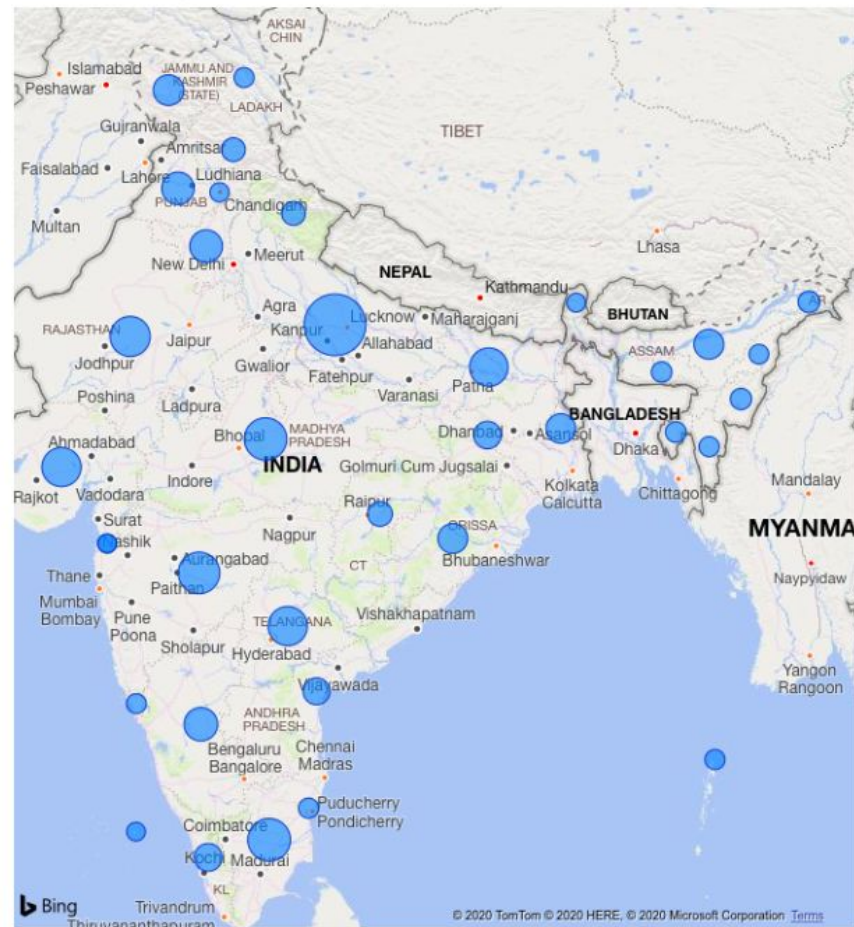 AKSAI
CHIN
Islamabad
JAMMU AND
KASHMIR
(STATE)
Peshawar
LADAKH
TIBET
Gujranwala
Amritsar
Faisalabad
Lahore
Ludhiana
PUNJAB
Chandigarh
Multan
Lhasa
Meerut
New Delhi
NEPAL
Kathmandu
BHUTAN
AR
Agra
Lucknow
Maharajganj
RAJASTHAN
Jaipur
Kanpur
Allahabad
ASSAM
Jodhpur
Gwalior
Fatehpur
Patna
Poshina
Varanasi
Ladpura
BANGLADESH
MADHYA
PRADESH
Bhopal
Dhanbad
Asansol
Dhaka
Ahmadabad
INDIA
Golmuri Cum Jugsalai
Mandalay
Rajkot
Vadodara
Indore
Kolkata
Calcutta
Chittagong
Surat
Raipur
Nagpur
ORISSA
MYANMA
Nashik
Aurangabad
Bhubaneshwar
CT
Thane
Paithan
Naypyidaw
Mumbai
Bombay
Pune
Poona
TELANGANA
Vishakhapatnam
Sholapur
Hyderabad
Yangon
Rangoon
Vijayawada
ANDHRA
PRADESH
Bengaluru
Bangalore
Chennai
Madras
Puducherry
Pondicherry
Coimbatore
Kochi
Madurai
KL
Bing
Trivandrum
Thiruvananthapuram
© 2020 TomTom © 2020 HERE, © 2020 Microsoft Corporation Terms